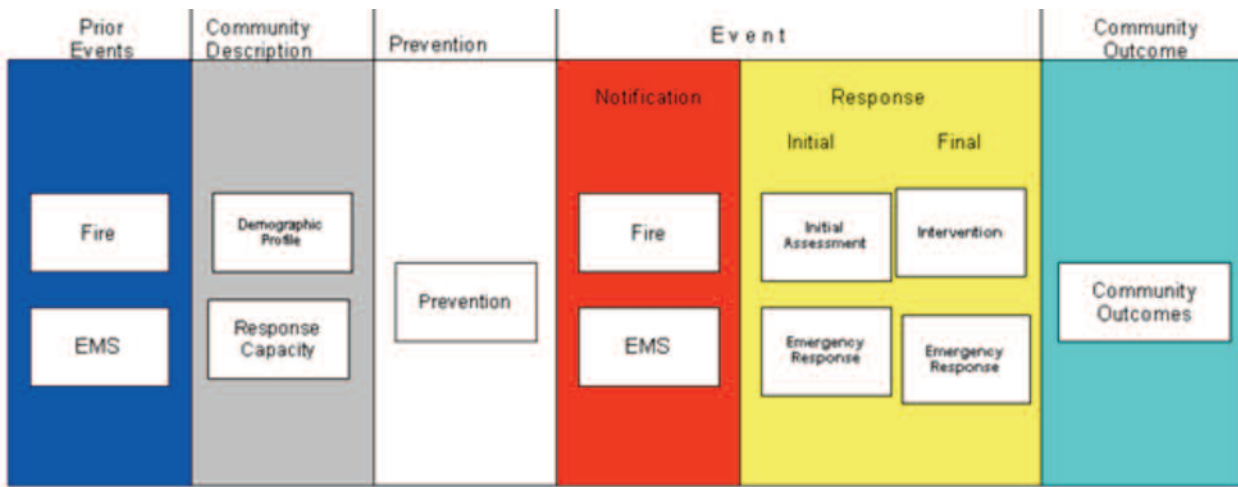 Prior
Events
Community
Description
Prevention
Event
Community
Outcome
Notification
Response
Initial
Final
Fire
EMS
Demographic
Profile
Response
Capacity
Prevention
Fire
EMS
Initial
Assessment
Intervention
Emergency
Response
Emergency
Response
Community
Outcomes